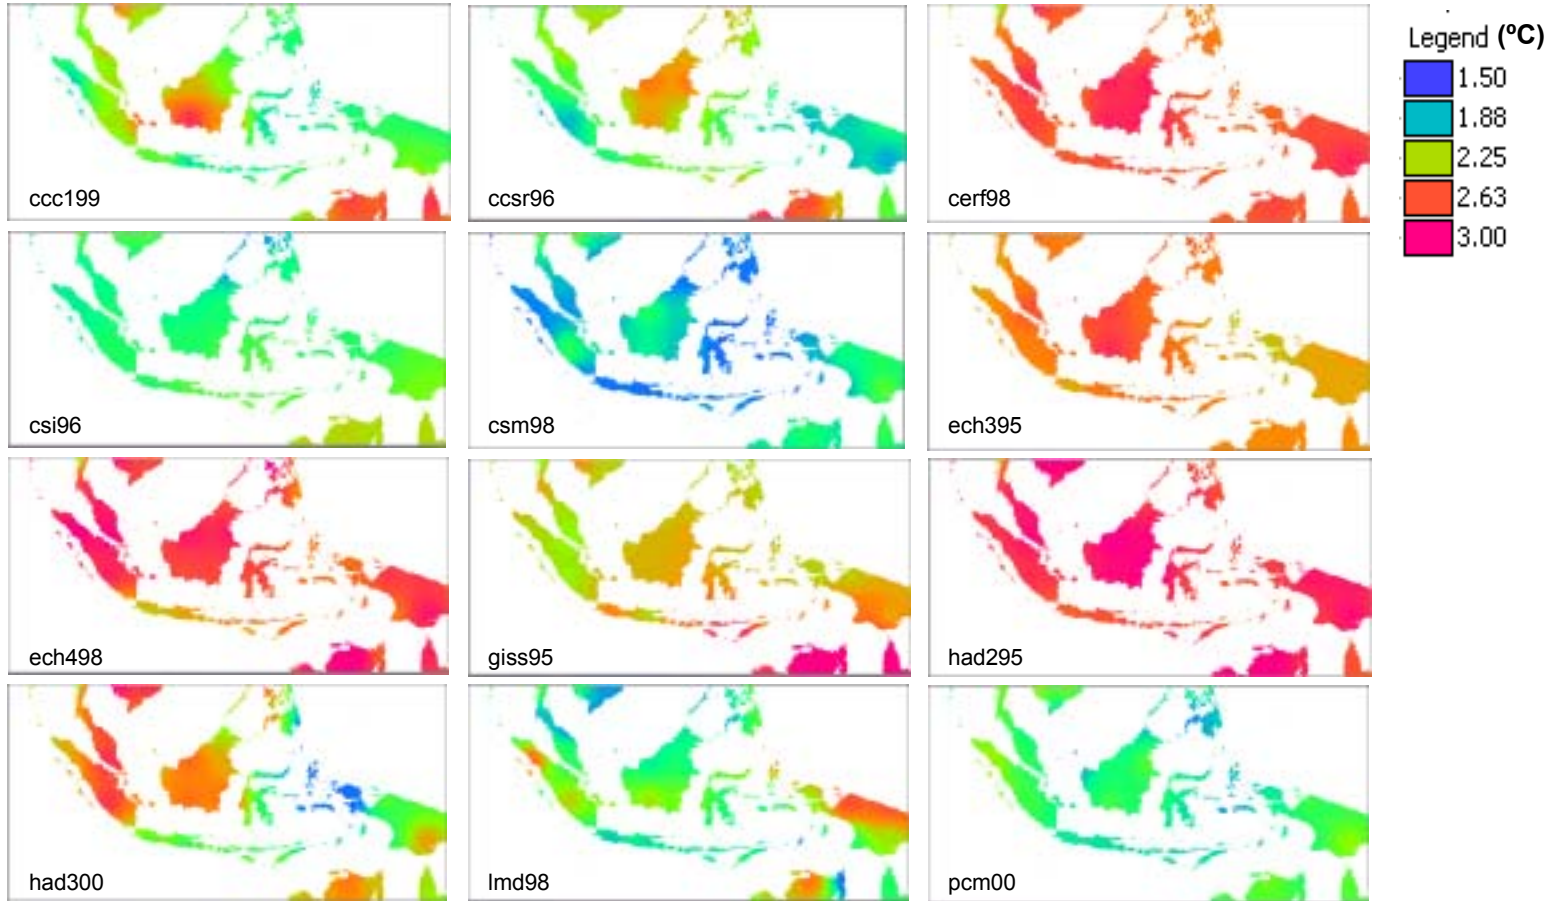 Legend (ºC)
1.50
1.88
2.25
2.63
3.00
ccc199
ccsr96
cerf98
csi96
csm98
ech395
ech498
giss95
had295
had300
lmd98
pcm00